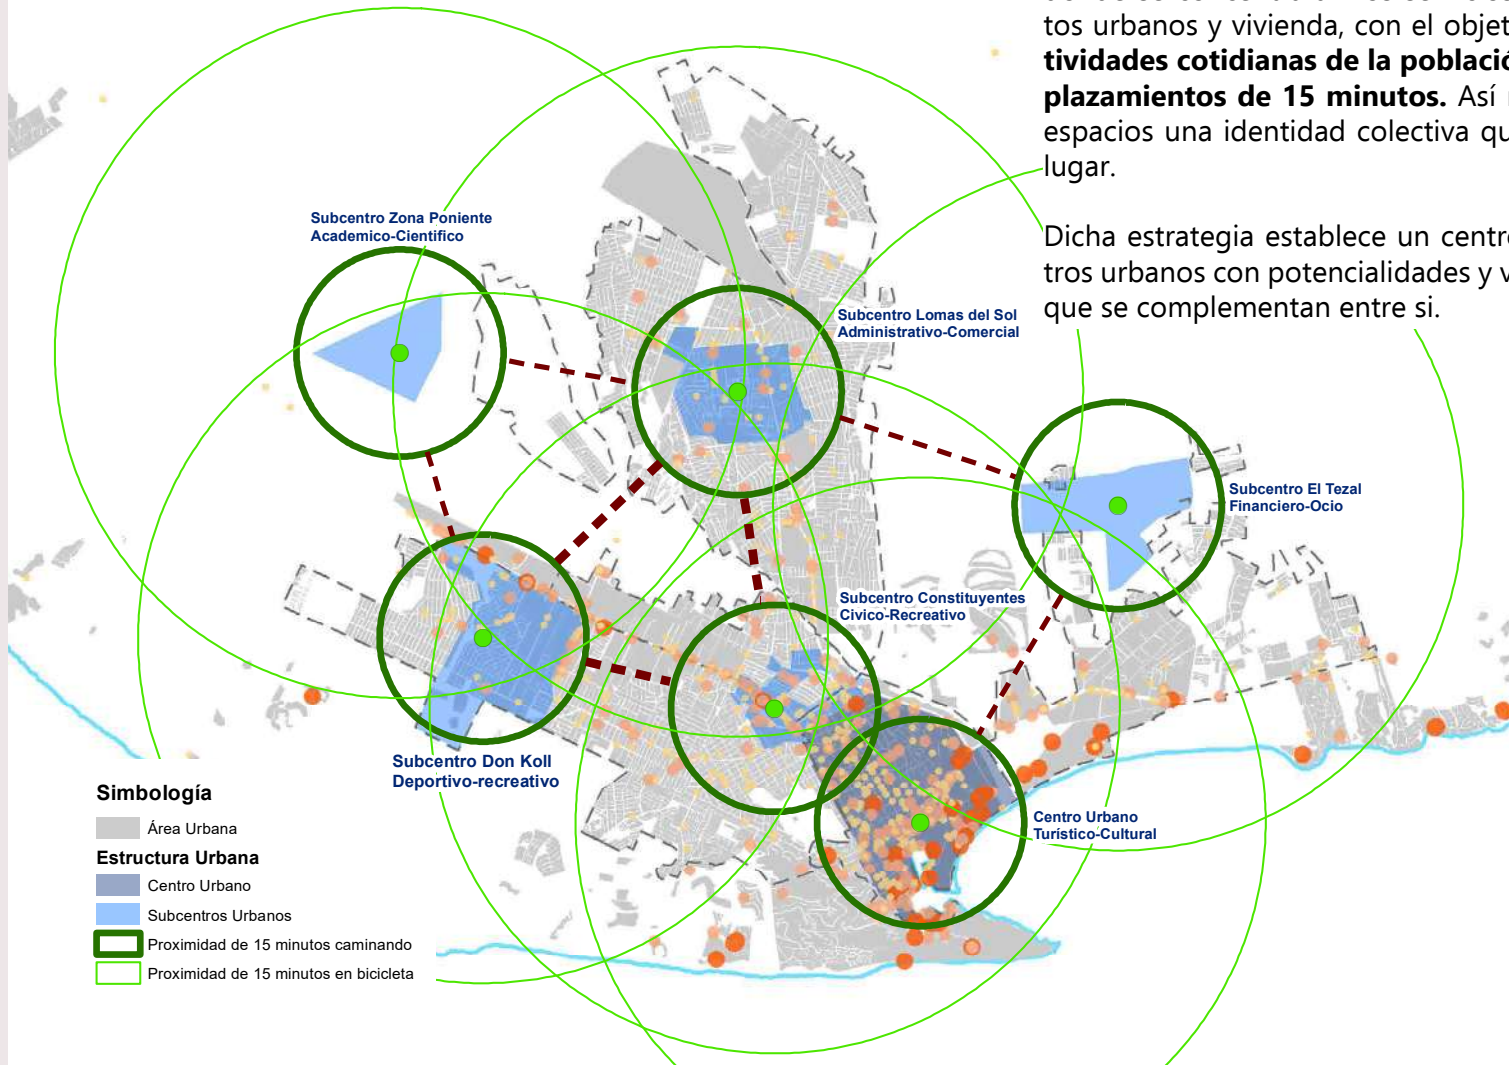 tos urbanos y vivienda, con el objet
tividades cotidianas de la població
plazamientos de 15 minutos. Así
espacios una identidad colectiva qu
lugar.
Dicha estrategia establece un centr
tros urbanos con potencialidades y v
que se complementan entre si.
Subcentro Zona Poniente
Academico-Cientifico
Subcentro Lomas del Sol
Administrativo-Comercial
Subcentro El Tezal
Financiero-Ocio
Subcentro Constituyentes
Civico-Recreativo
Subcentro Don Koll
Deportivo-recreativo
Centro Urbano
Turístico-Cultural
Simbología
Área Urbana
Estructura Urbana
Centro Urbano
Subcentros Urbanos
Proximidad de 15 minutos caminando
Proximidad de 15 minutos en bicicleta